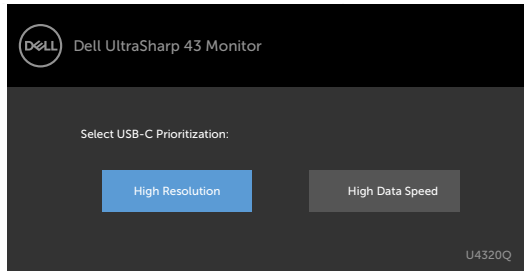 DELL
Dell UltraSharp 43 Monitor
Select USB-C Prioritization:
High Resolution
High Data Speed
U4320Q